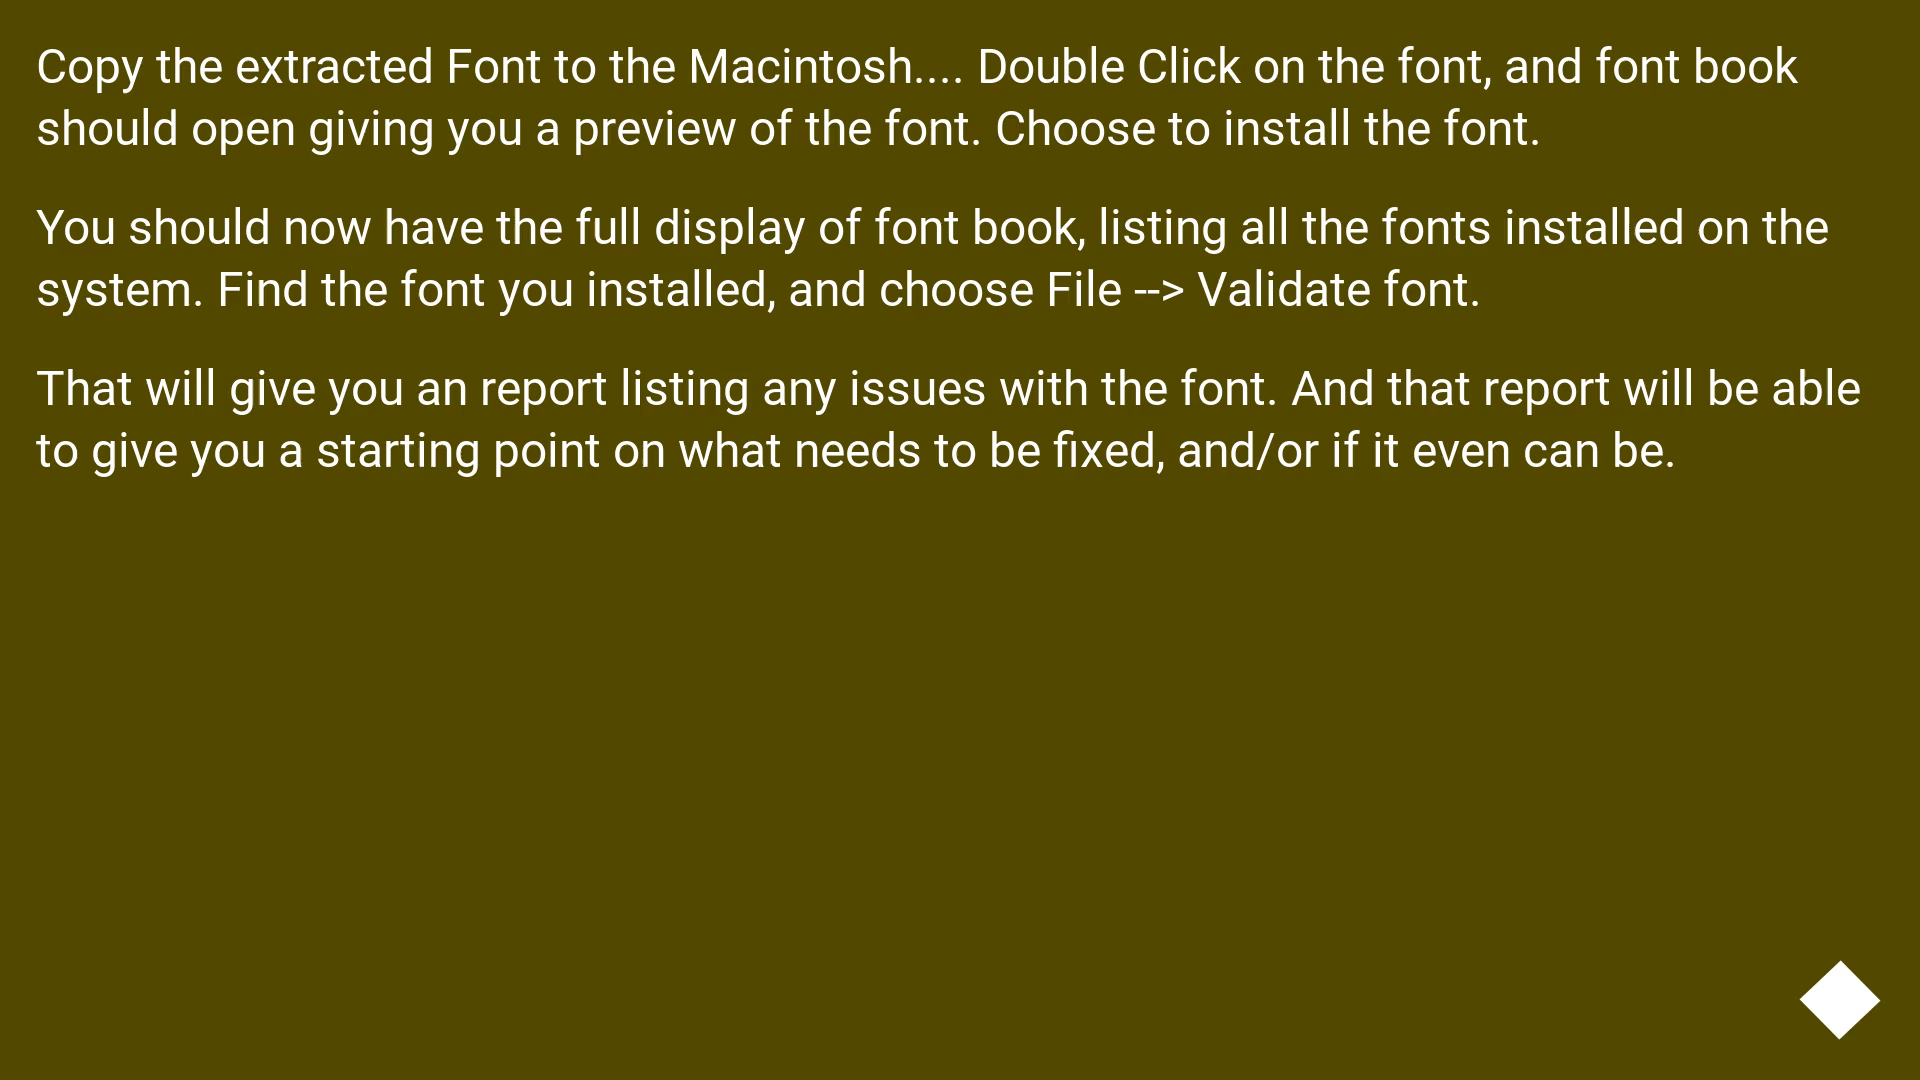 Copy the extracted Font to the Macintosh.... Double Click on the font, and font book
should open giving you a preview of the font. Choose to install the font.
You should now have the full display of font book, listing all the fonts installed on the
system. Find the font you installed, and choose File --> Validate font.
That will give you an report listing any issues with the font. And that report will be able
to give you a starting point on what needs to be fixed, and/or if it even can be.